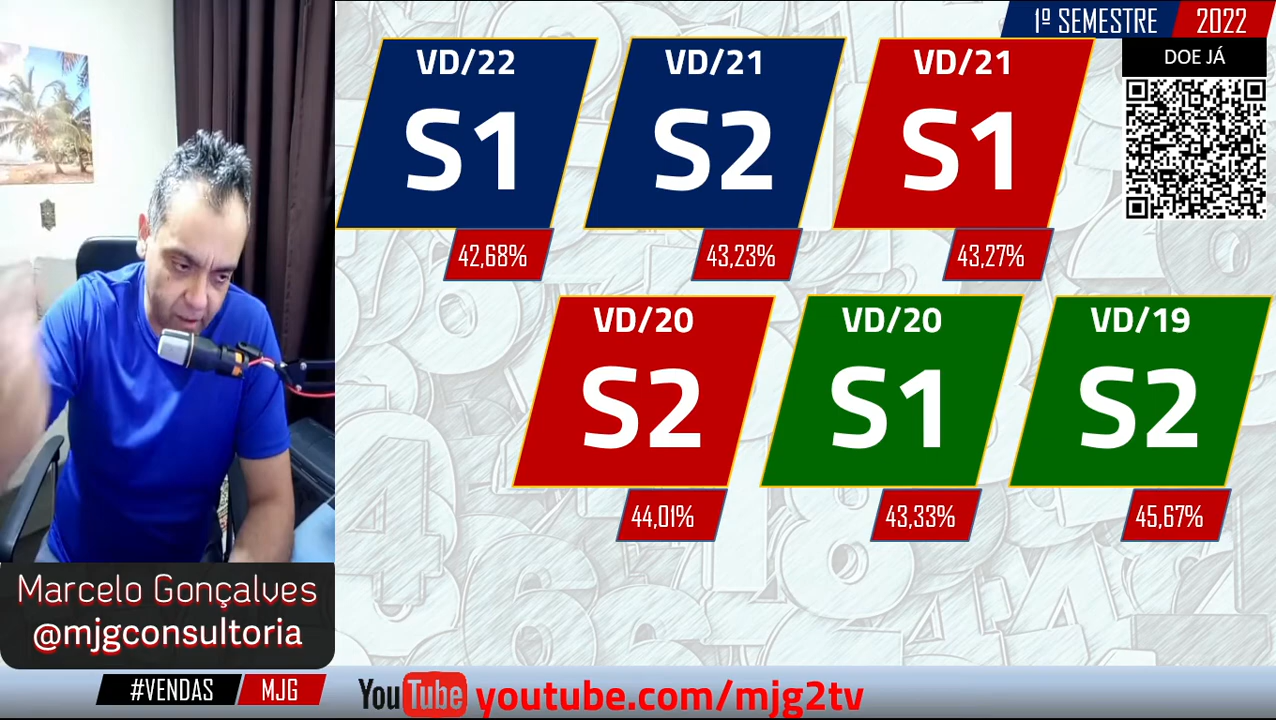 1º SEMESTRE 2022
DOE JÁ
VD/22
S1
42,68%
VD/21
S2
43,23%
VD/21
S1
43,27%
VD/20
S2
44,01%
VD/20
S1
43,33%
VD/19
S2
45,67%
Marcelo Gonçalves
@mjgconsultoria
#VENDAS MJG
YouTube youtube.com/mjg2tv